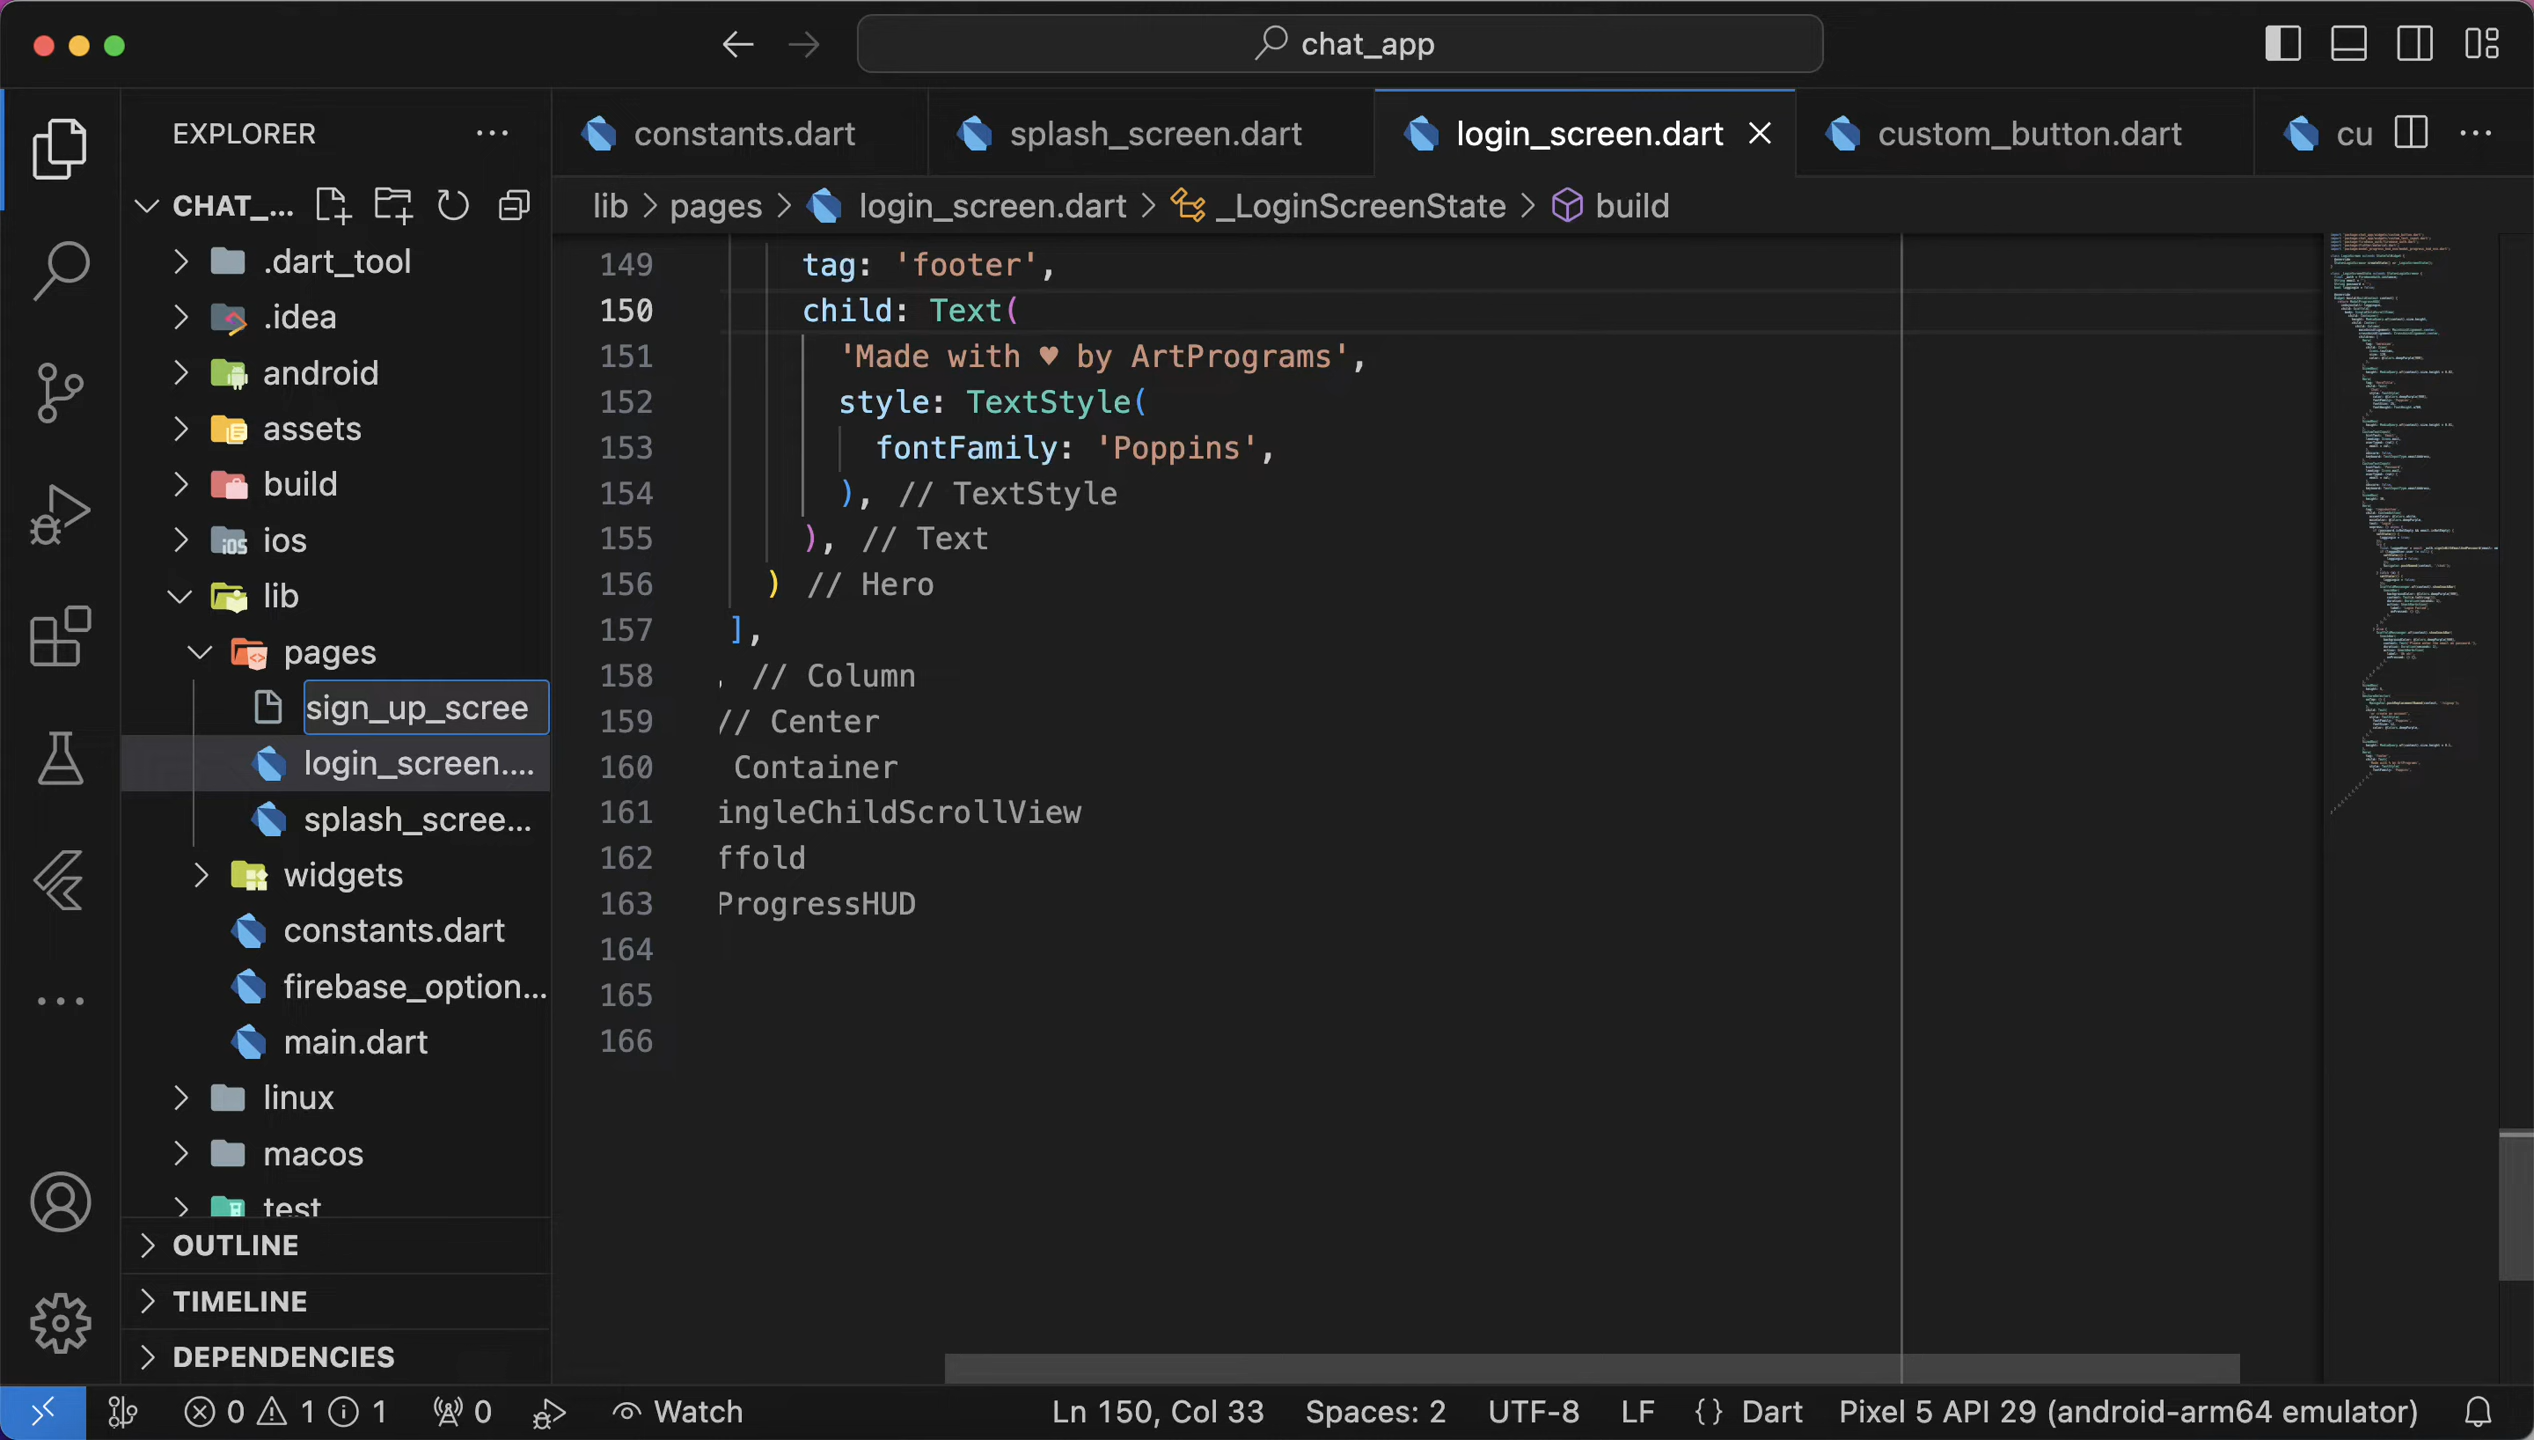 chat_app
EXPLORER
CHAT_...
.dart_tool
.idea
android
assets
build
ios
lib
pages
sign_up_scree
login_screen....
splash_scree...
widgets
constants.dart
firebase_option...
main.dart
linux
macos
test
OUTLINE
TIMELINE
DEPENDENCIES
constants.dart
splash_screen.dart
login_screen.dart
custom_button.dart
cu
lib > pages > login_screen.dart > _LoginScreenState > build
149 tag: 'footer',
150 child: Text(
151 'Made with ♥ by ArtPrograms',
152 style: TextStyle(
153 fontFamily: 'Poppins',
154 ), // TextStyle
155 ), // Text
156 ) // Hero
157 ],
158 , // Column
159 // Center
160 Container
161 ingleChildScrollView
162 ffold
163 ProgressHUD
164
165
166
0 1 1 0 Watch Ln 150, Col 33 Spaces: 2 UTF-8 LF {} Dart Pixel 5 API 29 (android-arm64 emulator)